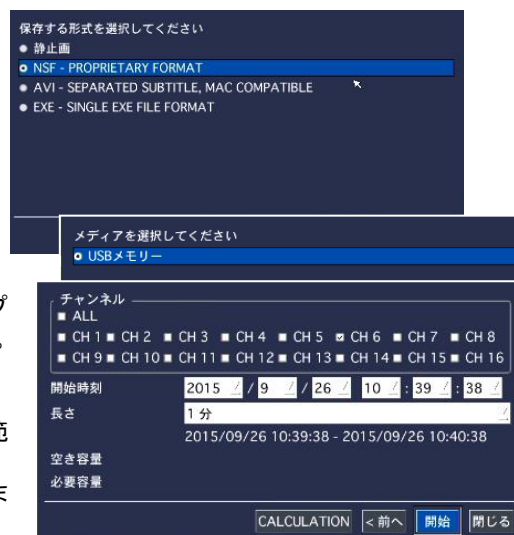 保存する形式を選択してください
静止画
NSF - PROPRIETARY FORMAT
AVI - SEPARATED SUBTITLE, MAC COMPATIBLE
EXE - SINGLE EXE FILE FORMAT
メディアを選択してください
USBメモリー
プ
。
範
ま
チャンネル
ALL
CH 1 CH 2 CH 3 CH 4 CH 5 CH 6 CH 7 CH 8
CH 9 CH 10 CH 11 CH 12 CH 13 CH 14 CH 15 CH 16
開始時刻 2015 / 9 / 26 10 : 39 : 38
長さ 1 分
2015/09/26 10:39:38 - 2015/09/26 10:40:38
空き容量
必要容量
CALCULATION <前へ 開始 閉じる